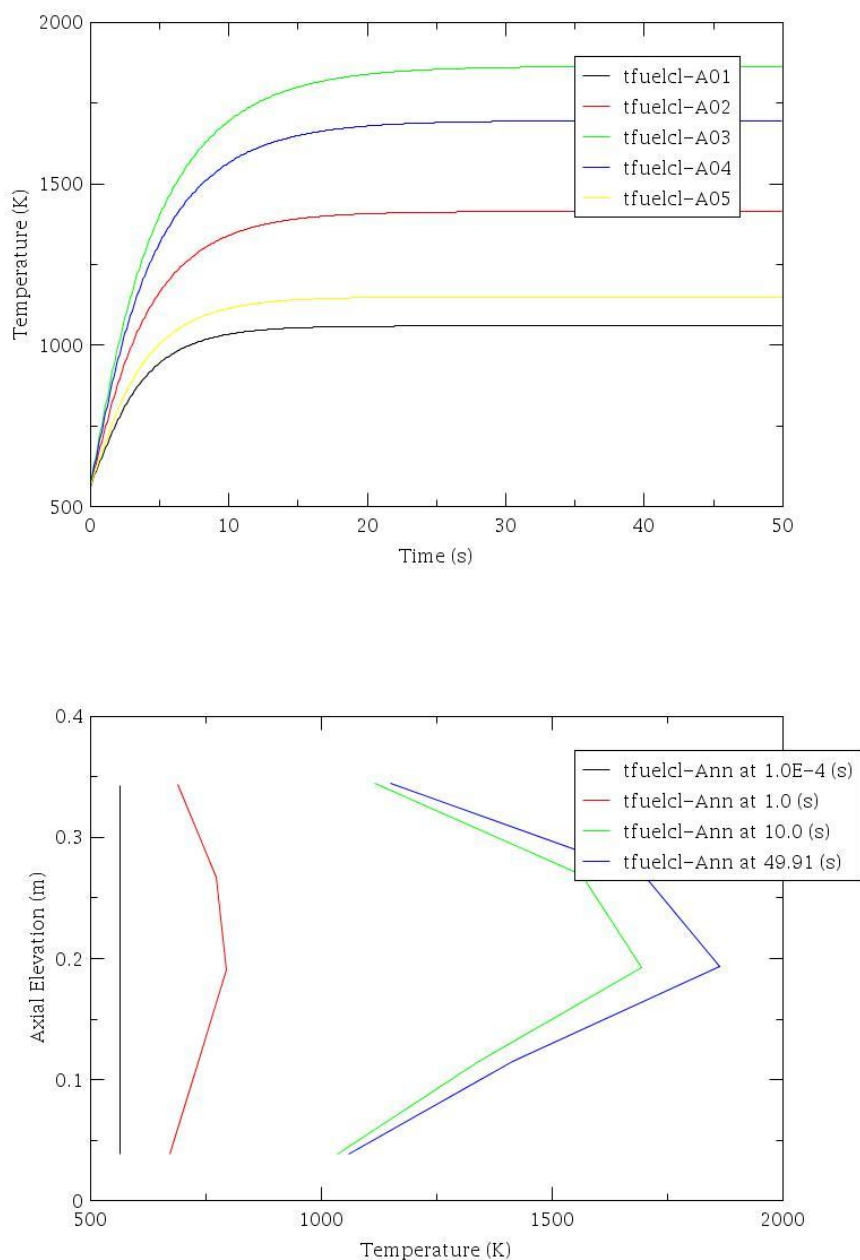 2000
1500
1000
500
Temperature (K)
tfuelcl-A01
tfuelcl-A02
tfuelcl-A03
tfuelcl-A04
tfuelcl-A05
0 10 20 30 40 50
Time (s)
0.4
0.3
0.2
0.1
0
Axial Elevation (m)
tfuelcl-Ann at 1.0E-4 (s)
tfuelcl-Ann at 1.0 (s)
tfuelcl-Ann at 10.0 (s)
tfuelcl-Ann at 49.91 (s)
500 1000 1500 2000
Temperature (K)